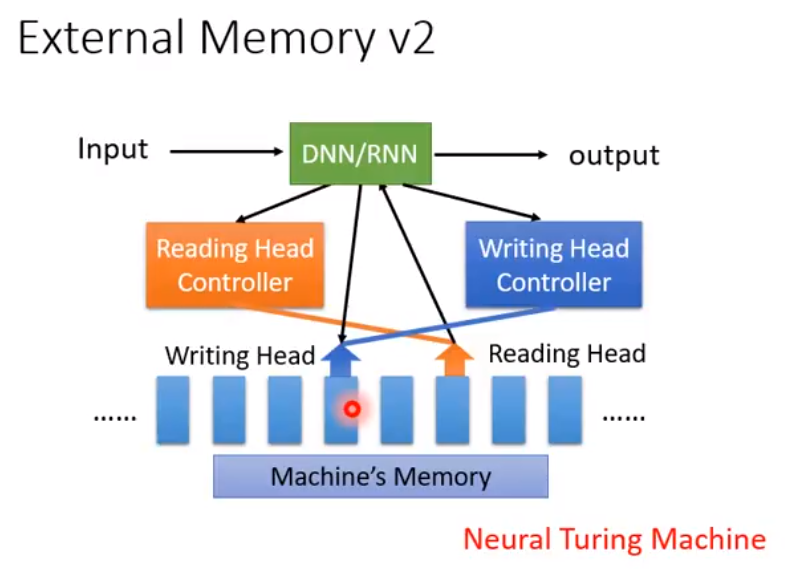 External Memory v2
Input
DNN/RNN
output
Reading Head
Controller
Writing Head
Controller
Writing Head
Reading Head
......
......
Machine's Memory
Neural Turing Machine